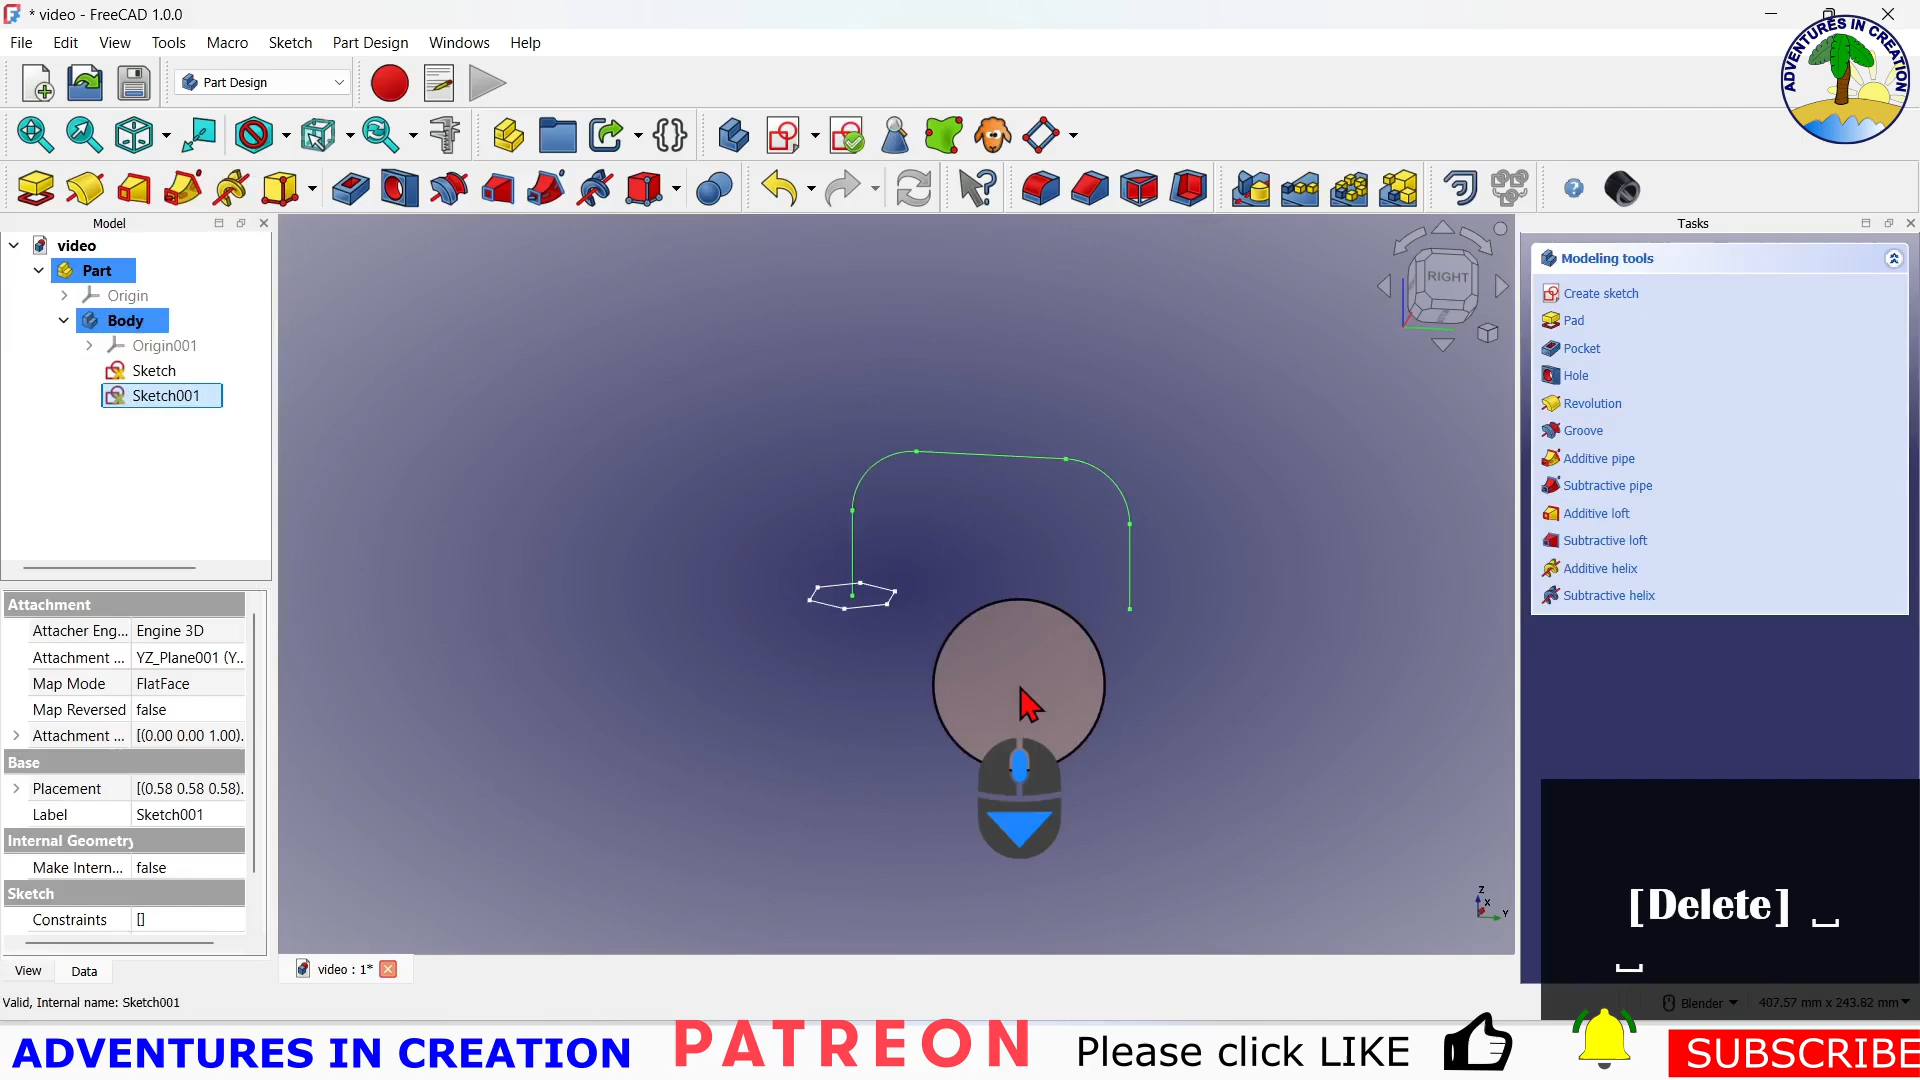 * video - FreeCAD 1.0.0
File Edit View Tools Macro Sketch Part Design Windows Help
Part Design
ADVENTURES IN CREATION
Model
Tasks
video
Part
Origin
Body
Origin001
Sketch
Sketch001
RIGHT
Modeling tools
Create sketch
Pad
Pocket
Hole
Revolution
Groove
Additive pipe
Subtractive pipe
Additive loft
Subtractive loft
Additive helix
Subtractive helix
Attachment
Attacher Eng... Engine 3D
Attachment ... YZ_Plane001 (Y..
Map Mode FlatFace
Map Reversed false
Attachment ... [(0.00 0.00 1.00).
Base
Placement [(0.58 0.58 0.58).
Label Sketch001
Internal Geometry
Make Intern... false
Sketch
Constraints []
View Data
video : 1*
Z
X
Y
[Delete] ⎵
⎵
Valid, Internal name: Sketch001
Blender 407.57 mm x 243.82 mm
ADVENTURES IN CREATION PATREON Please click LIKE SUBSCRIBE